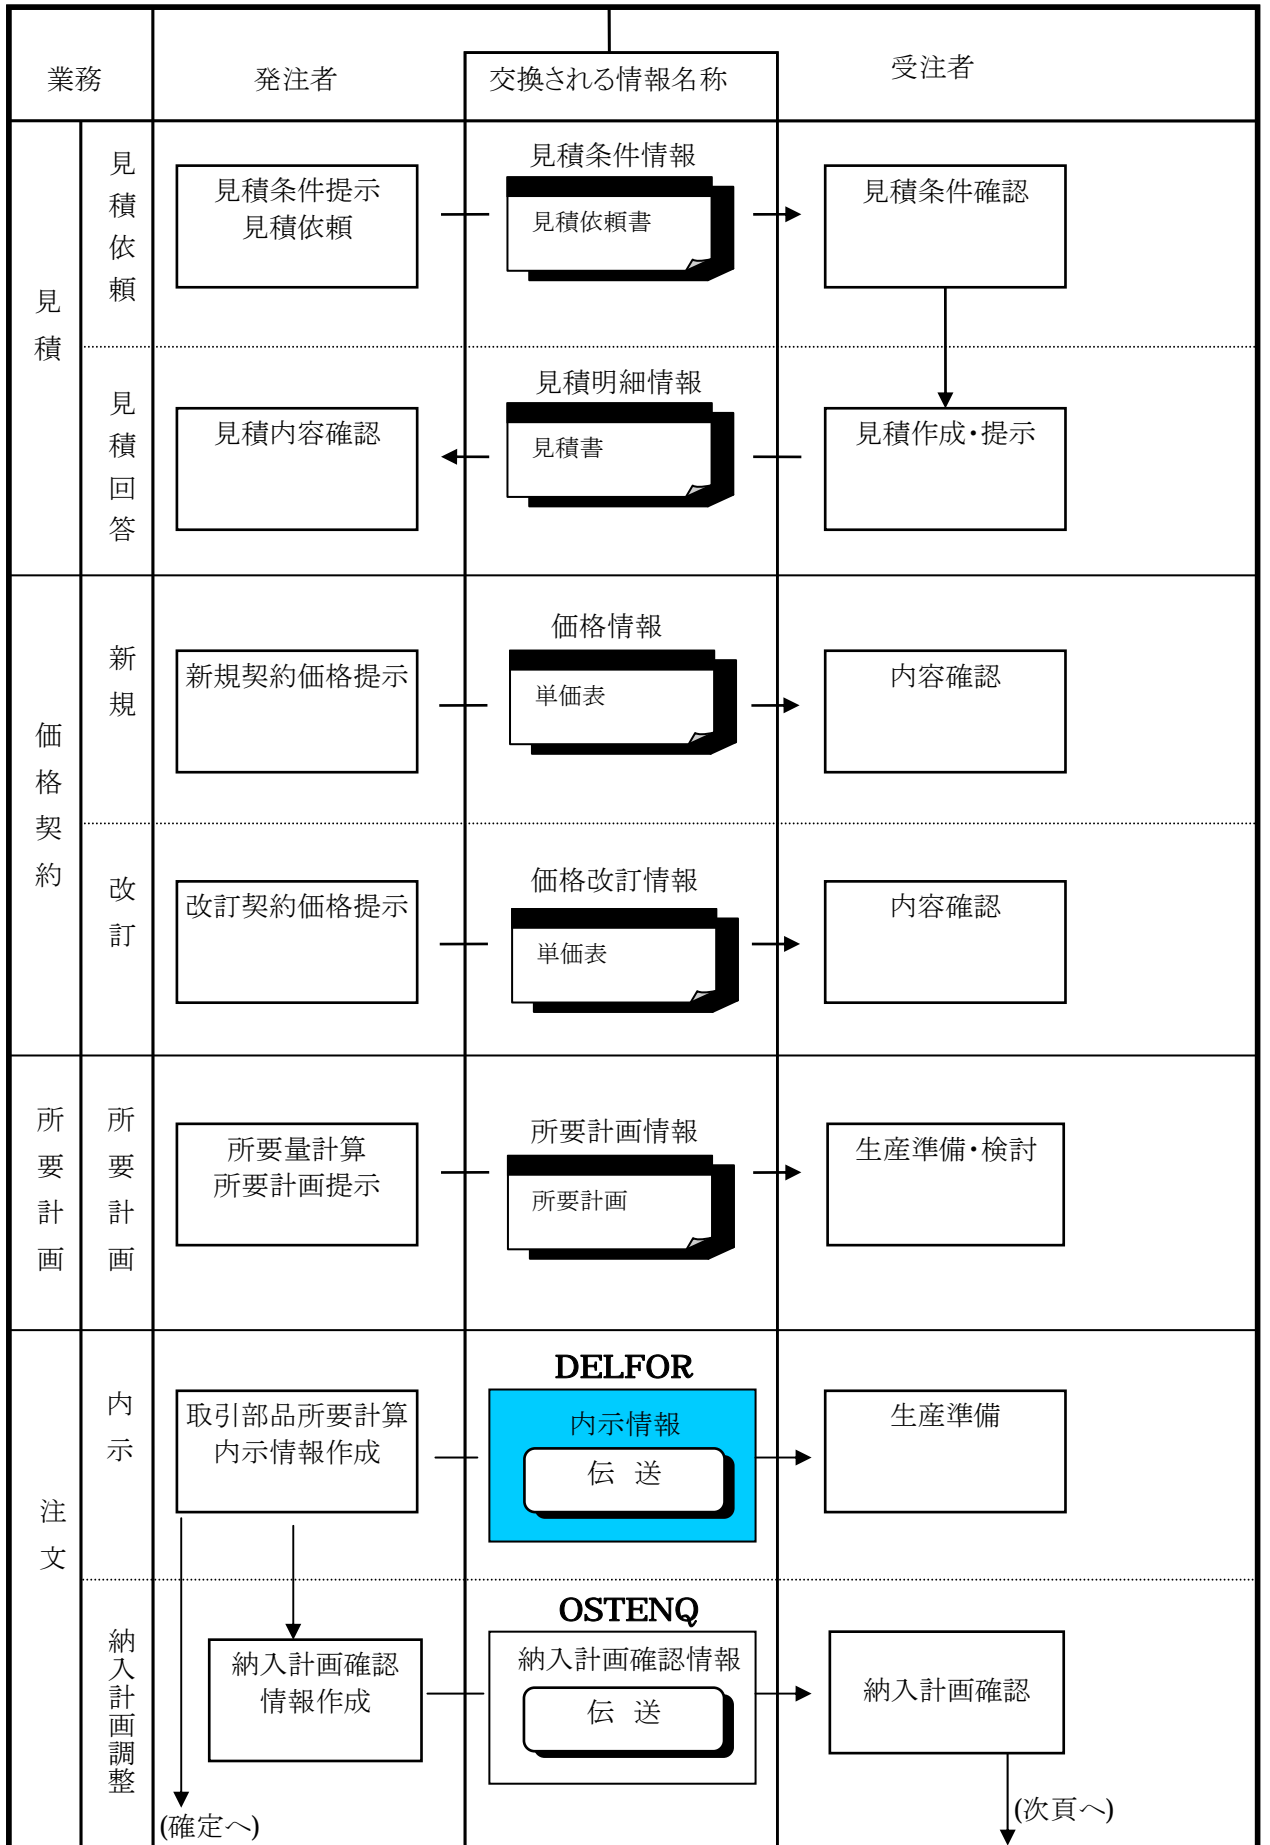 業務
発注者
交換される情報名称
受注者
見積
見積依頼
見積条件提示
見積依頼
見積条件情報
見積依頼書
見積条件確認
見積回答
見積内容確認
見積明細情報
見積書
見積作成・提示
価格契約
新規
新規契約価格提示
価格情報
単価表
内容確認
改訂
改訂契約価格提示
価格改訂情報
単価表
内容確認
所要計画
所要計画
所要量計算
所要計画提示
所要計画情報
所要計画
生産準備・検討
注文
内示
取引部品所要計算
内示情報作成
DELFOR
内示情報
伝 送
生産準備
納入計画調整
納入計画確認
情報作成
OSTENQ
納入計画確認情報
伝 送
納入計画確認
(確定へ)
(次頁へ)